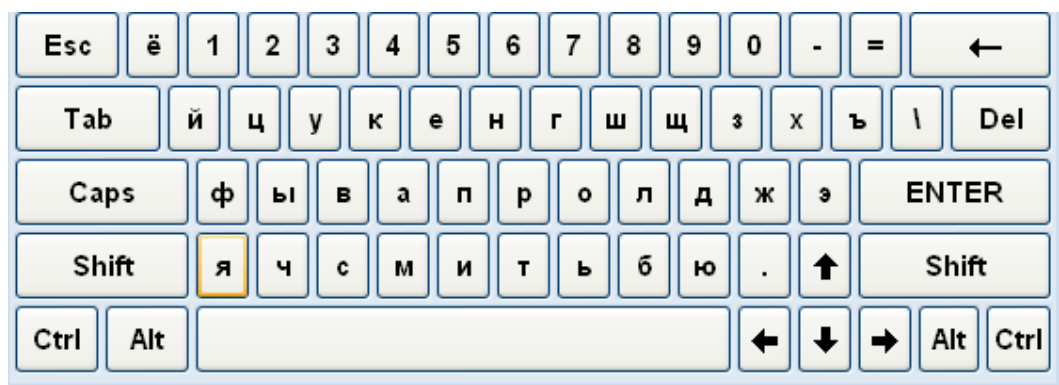 Esc ё 1 2 3 4 5 6 7 8 9 0 - = ←
Tab й ц у к е н г ш щ з х ъ \ Del
Caps ф ы в а п р о л д ж э ENTER
Shift я ч с м и т ь б ю . ↑ Shift
Ctrl Alt ← ↓ → Alt Ctrl